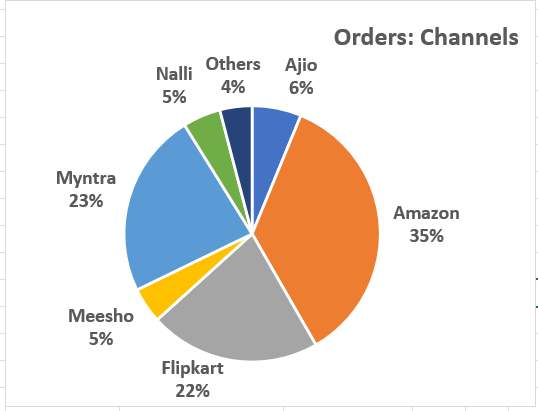 Orders: Channels
Ajio
6%
Amazon
35%
Flipkart
22%
Meesho
5%
Myntra
23%
Nalli
5%
Others
4%